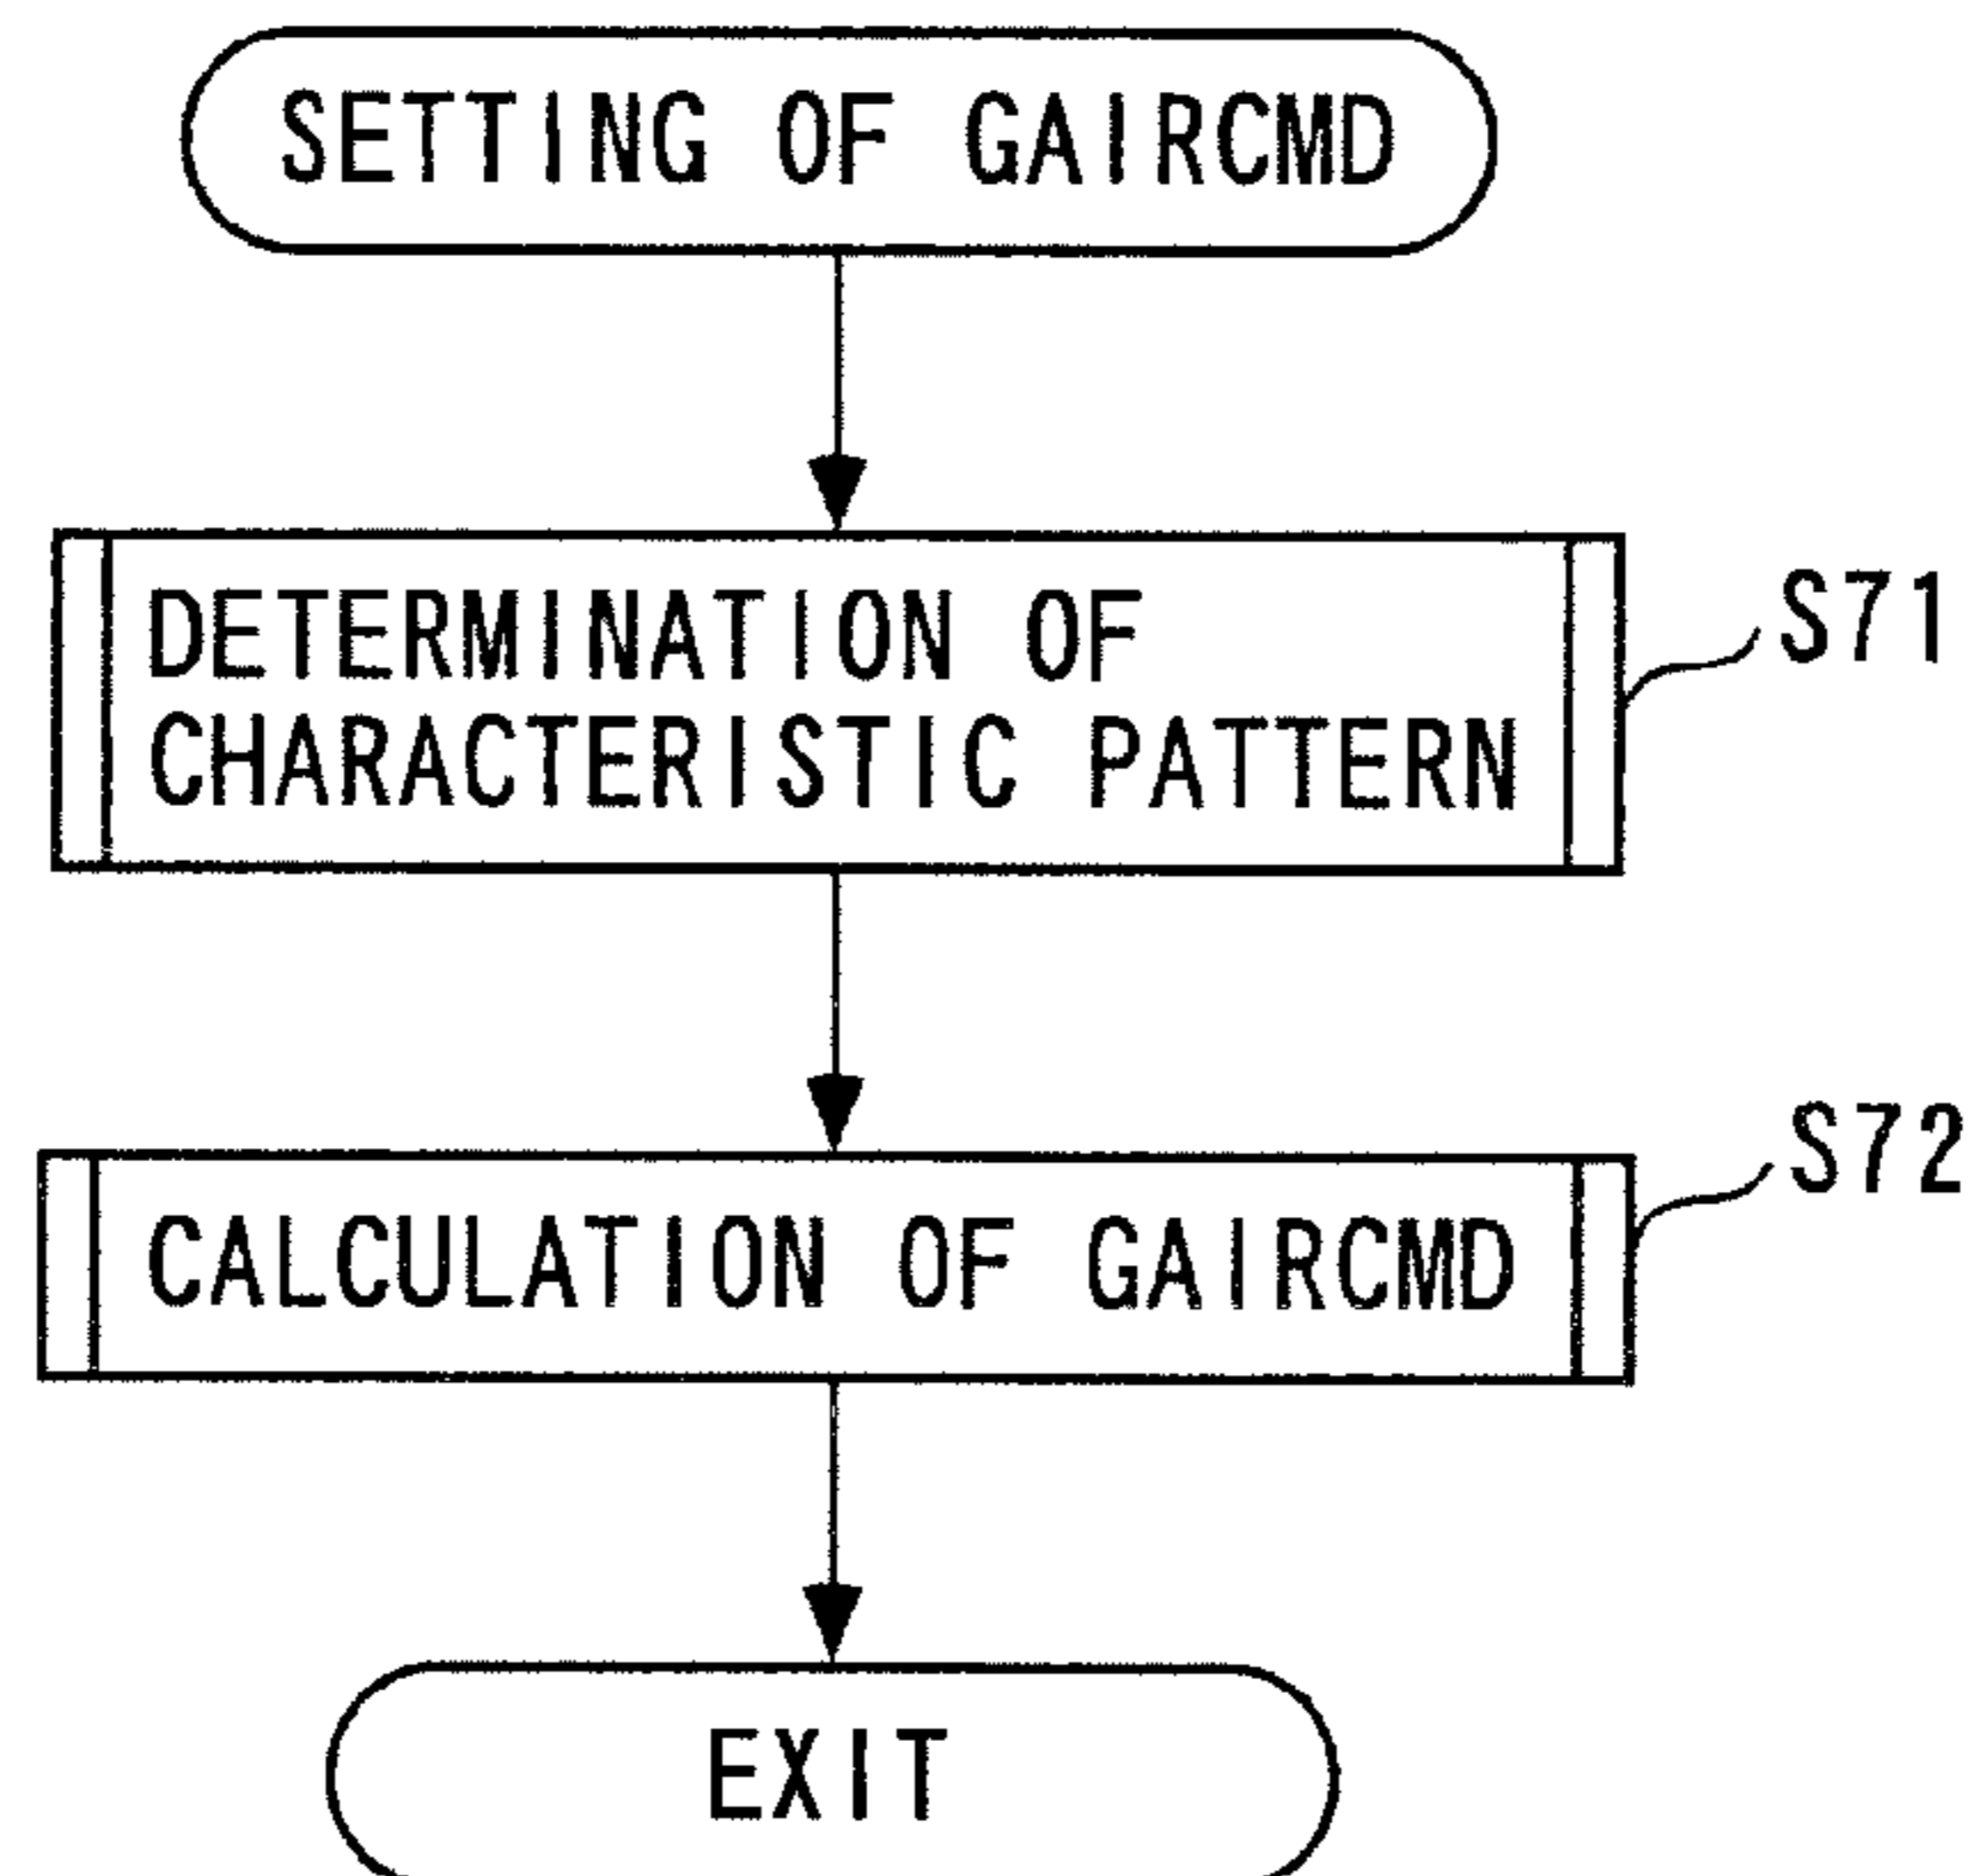 SETTING OF GAIRCMD
DETERMINATION OF
CHARACTERISTIC PATTERN
S71
CALCULATION OF GAIRCMD
S72
EXIT